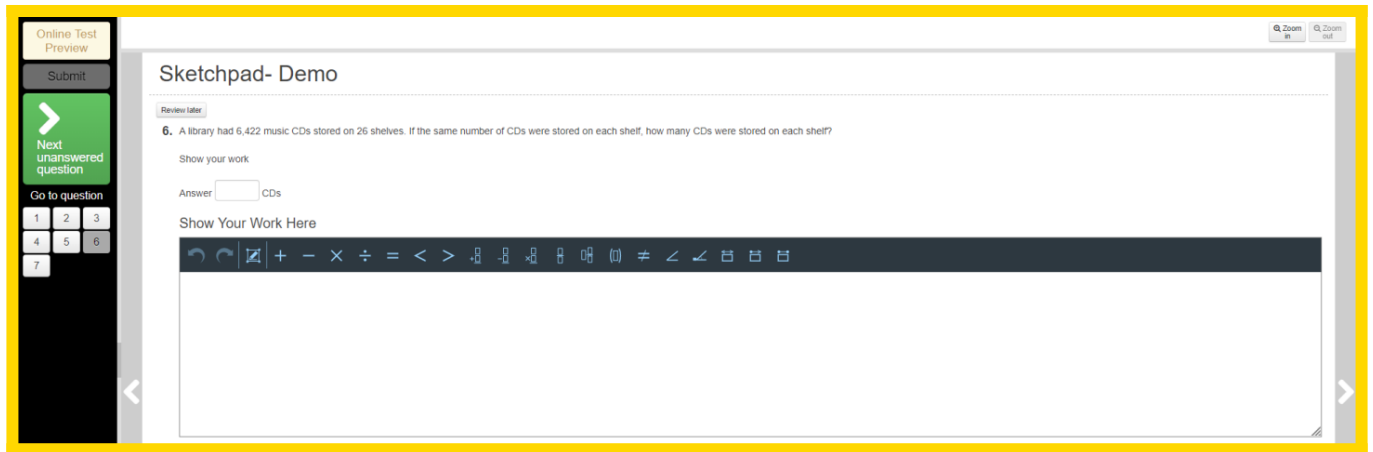 Online Test
Preview
Submit
Next
unanswered
question
Go to question
1 2 3
4 5 6
7
Zoom
in
Zoom
out
Sketchpad- Demo
Review later
6. A library had 6,422 music CDs stored on 26 shelves. If the same number of CDs were stored on each shelf, how many CDs were stored on each shelf?
Show your work
Answer CDs
Show Your Work Here
+ − × ÷ = < > ≠